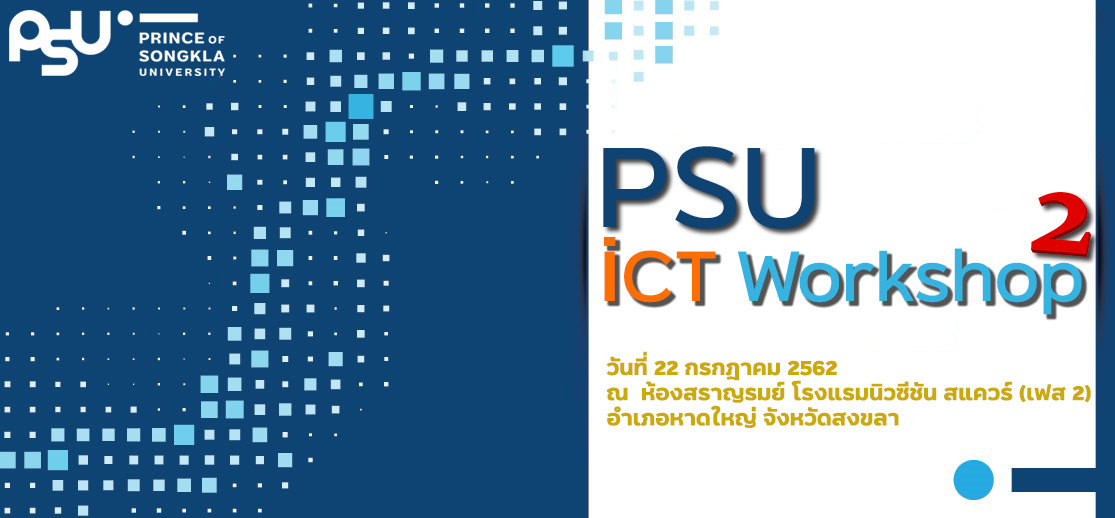 PSU
PRINCE OF
SONGKLA
UNIVERSITY
PSU
iCT Workshop 2
วันที่ 22 กรกฎาคม 2562
ณ ห้องสราญรมย์ โรงแรมนิวซีซัน สแควร์ (เฟส 2)
อำเภอหาดใหญ่ จังหวัดสงขลา